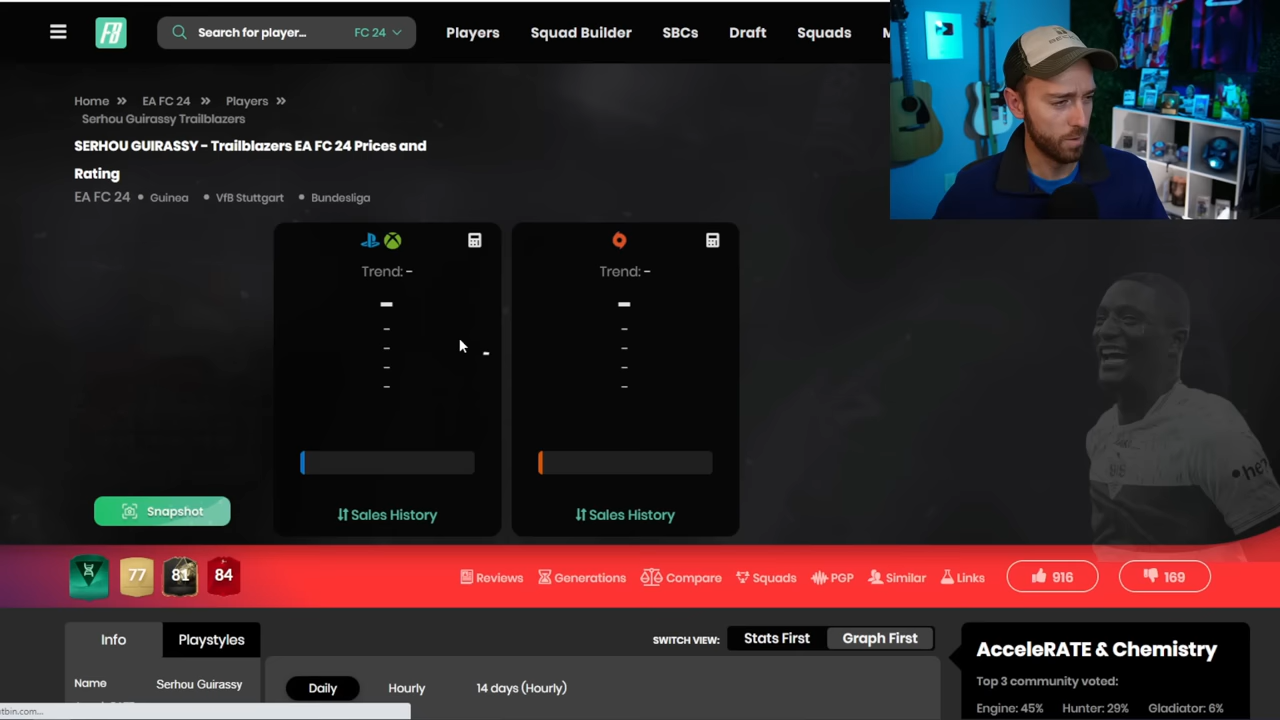 FB
Search for player...
FC 24
Players
Squad Builder
SBCs
Draft
Squads
M
Home » EA FC 24 » Players »
Serhou Guirassy Trailblazers
SERHOU GUIRASSY - Trailblazers EA FC 24 Prices and
Rating
EA FC 24 • Guinea • VfB Stuttgart • Bundesliga
Trend: -
-
-
-
-
-
Sales History
Trend: -
-
-
-
-
-
Sales History
-
Snapshot
77
81
84
Reviews
Generations
Compare
Squads
PGP
Similar
Links
916
169
Info
Playstyles
Name
Serhou Guirassy
SWITCH VIEW:
Stats First
Graph First
Daily
Hourly
14 days (Hourly)
AcceleRATE & Chemistry
Top 3 community voted:
Engine: 45% Hunter: 29% Gladiator: 6%
tbin.com...